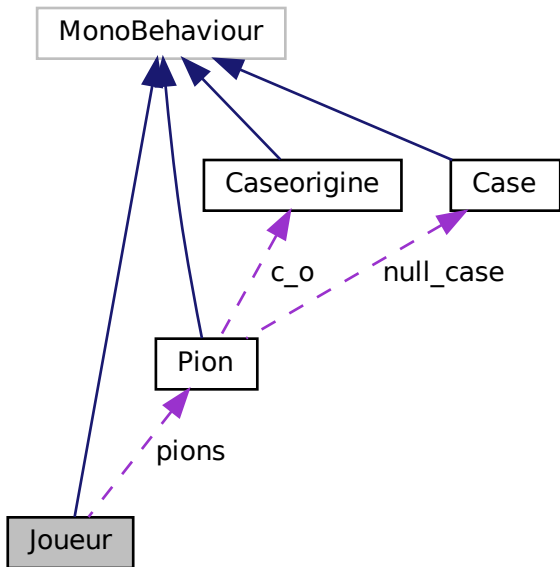 MonoBehaviour
Caseorigine
Case
c_o
null_case
Pion
pions
Joueur